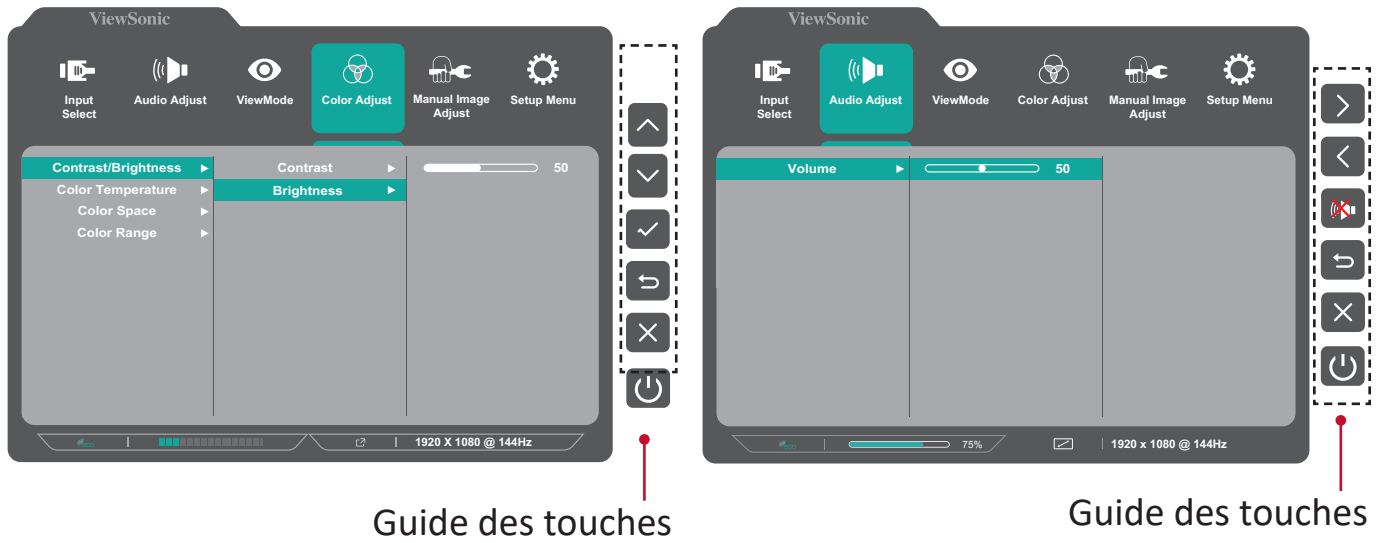 ViewSonic
Input Select
Audio Adjust
ViewMode
Color Adjust
Manual Image Adjust
Setup Menu
Contrast/Brightness
Contrast
50
Color Temperature
Brightness
Color Space
Color Range
eco
1920 X 1080 @ 144Hz
Guide des touches
ViewSonic
Input Select
Audio Adjust
ViewMode
Color Adjust
Manual Image Adjust
Setup Menu
Volume
50
eco
75%
1920 x 1080 @ 144Hz
Guide des touches